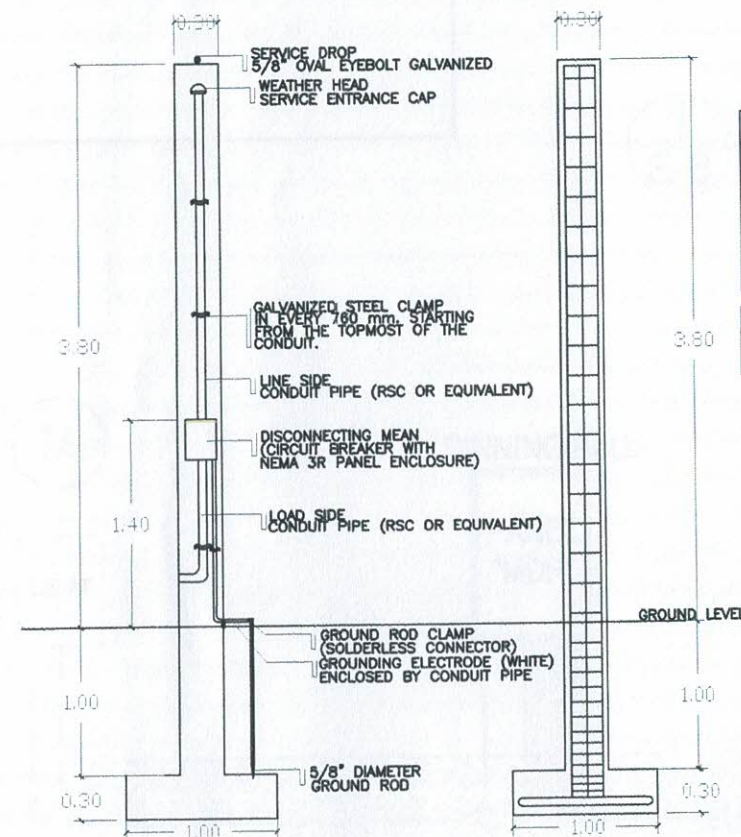 0.30
SERVICE DROP
5/8" OVAL EYEBOLT GALVANIZED
WEATHER HEAD
SERVICE ENTRANCE CAP
3.80
GALVANIZED STEEL CLAMP
IN EVERY 760 mm, STARTING
FROM THE TOPMOST OF THE
CONDUIT.
LINE SIDE
CONDUIT PIPE (RSC OR EQUIVALENT)
DISCONNECTING MEAN
(CIRCUIT BREAKER WITH
NEMA 3R PANEL ENCLOSURE)
1.40
LOAD SIDE
CONDUIT PIPE (RSC OR EQUIVALENT)
GROUND ROD CLAMP
(SOLDERLESS CONNECTOR)
GROUNDING ELECTRODE (WHITE)
ENCLOSED BY CONDUIT PIPE
1.00
5/8" DIAMETER
GROUND ROD
0.30
1.00
0.30
3.80
GROUND LEVEL
1.00
0.30
1.00